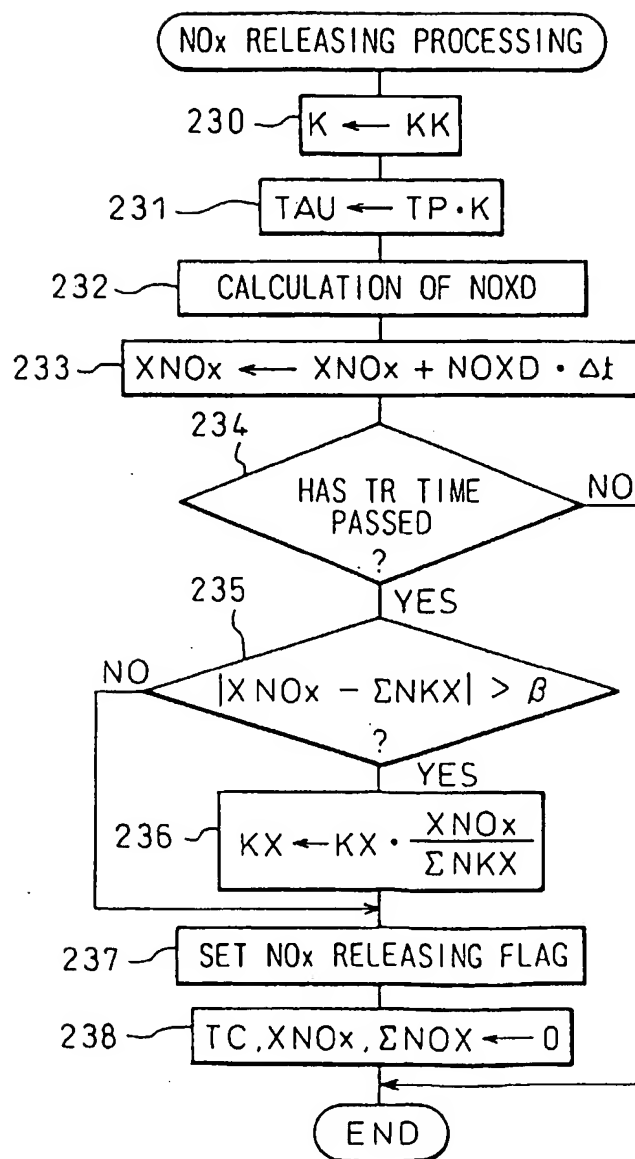 NOx RELEASING PROCESSING
230
K ← KK
231
TAU ← TP·K
232
CALCULATION OF NOXD
233
XNOx ← XNOx + NOXD · Δt
234
HAS TR TIME
PASSED
?
NO
YES
235
NO
|XNOx - ΣNKX| > β
?
YES
236
KX ← KX · XNOx
ΣNKX
237
SET NOx RELEASING FLAG
238
TC, XNOx, ΣNOX ← 0
END